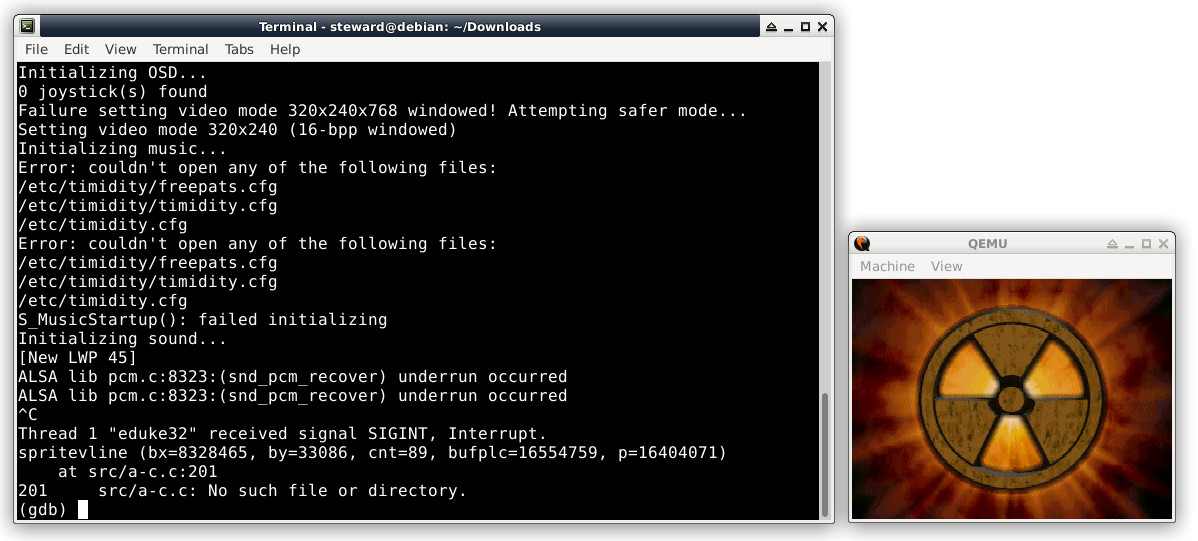 Terminal - steward@debian: ~/Downloads
File Edit View Terminal Tabs Help
Initializing OSD...
0 joystick(s) found
Failure setting video mode 320x240x768 windowed! Attempting safer mode...
Setting video mode 320x240 (16-bpp windowed)
Initializing music...
Error: couldn't open any of the following files:
/etc/timidity/freepats.cfg
/etc/timidity/timidity.cfg
/etc/timidity.cfg
Error: couldn't open any of the following files:
/etc/timidity/freepats.cfg
/etc/timidity/timidity.cfg
/etc/timidity.cfg
S_MusicStartup(): failed initializing
Initializing sound...
[New LWP 45]
ALSA lib pcm.c:8323:(snd_pcm_recover) underrun occurred
ALSA lib pcm.c:8323:(snd_pcm_recover) underrun occurred
^C
Thread 1 "eduke32" received signal SIGINT, Interrupt.
spritevline (bx=8328465, by=33086, cnt=89, bufplc=16554759, p=16404071)
    at src/a-c.c:201
201     src/a-c.c: No such file or directory.
(gdb)
QEMU
Machine View